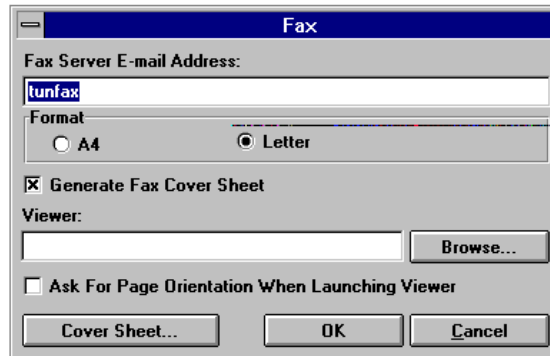 Fax
Fax Server E-mail Address:
tunfax
Format
A4 Letter
Generate Fax Cover Sheet
Viewer:
Browse...
Ask For Page Orientation When Launching Viewer
Cover Sheet... OK Cancel